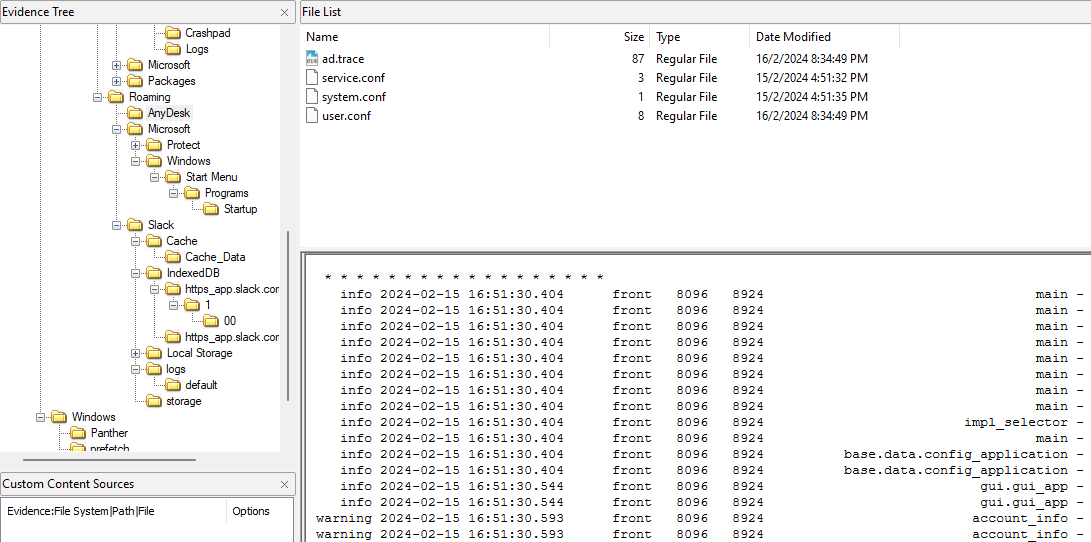 Evidence Tree
Crashpad
Logs
Microsoft
Packages
Roaming
AnyDesk
Microsoft
Protect
Windows
Start Menu
Programs
Startup
Slack
Cache
Cache_Data
IndexedDB
https_app.slack.cor
1
00
https_app.slack.cor
Local Storage
logs
default
storage
Windows
Panther
prefetch
Custom Content Sources
Evidence:File System|Path|File Options
File List
Name Size Type Date Modified
ad.trace 87 Regular File 16/2/2024 8:34:49 PM
service.conf 3 Regular File 15/2/2024 4:51:32 PM
system.conf 1 Regular File 15/2/2024 4:51:35 PM
user.conf 8 Regular File 16/2/2024 8:34:49 PM
* * * * * * * * * * * * * * * * * *
info 2024-02-15 16:51:30.404 front 8096 8924 main -
info 2024-02-15 16:51:30.404 front 8096 8924 main -
info 2024-02-15 16:51:30.404 front 8096 8924 main -
info 2024-02-15 16:51:30.404 front 8096 8924 main -
info 2024-02-15 16:51:30.404 front 8096 8924 main -
info 2024-02-15 16:51:30.404 front 8096 8924 main -
info 2024-02-15 16:51:30.404 front 8096 8924 main -
info 2024-02-15 16:51:30.404 front 8096 8924 main -
info 2024-02-15 16:51:30.404 front 8096 8924 impl_selector -
info 2024-02-15 16:51:30.404 front 8096 8924 main -
info 2024-02-15 16:51:30.404 front 8096 8924 base.data.config_application -
info 2024-02-15 16:51:30.404 front 8096 8924 base.data.config_application -
info 2024-02-15 16:51:30.544 front 8096 8924 gui.gui_app -
info 2024-02-15 16:51:30.544 front 8096 8924 gui.gui_app -
warning 2024-02-15 16:51:30.593 front 8096 8924 account_info -
warning 2024-02-15 16:51:30.593 front 8096 8924 account_info -